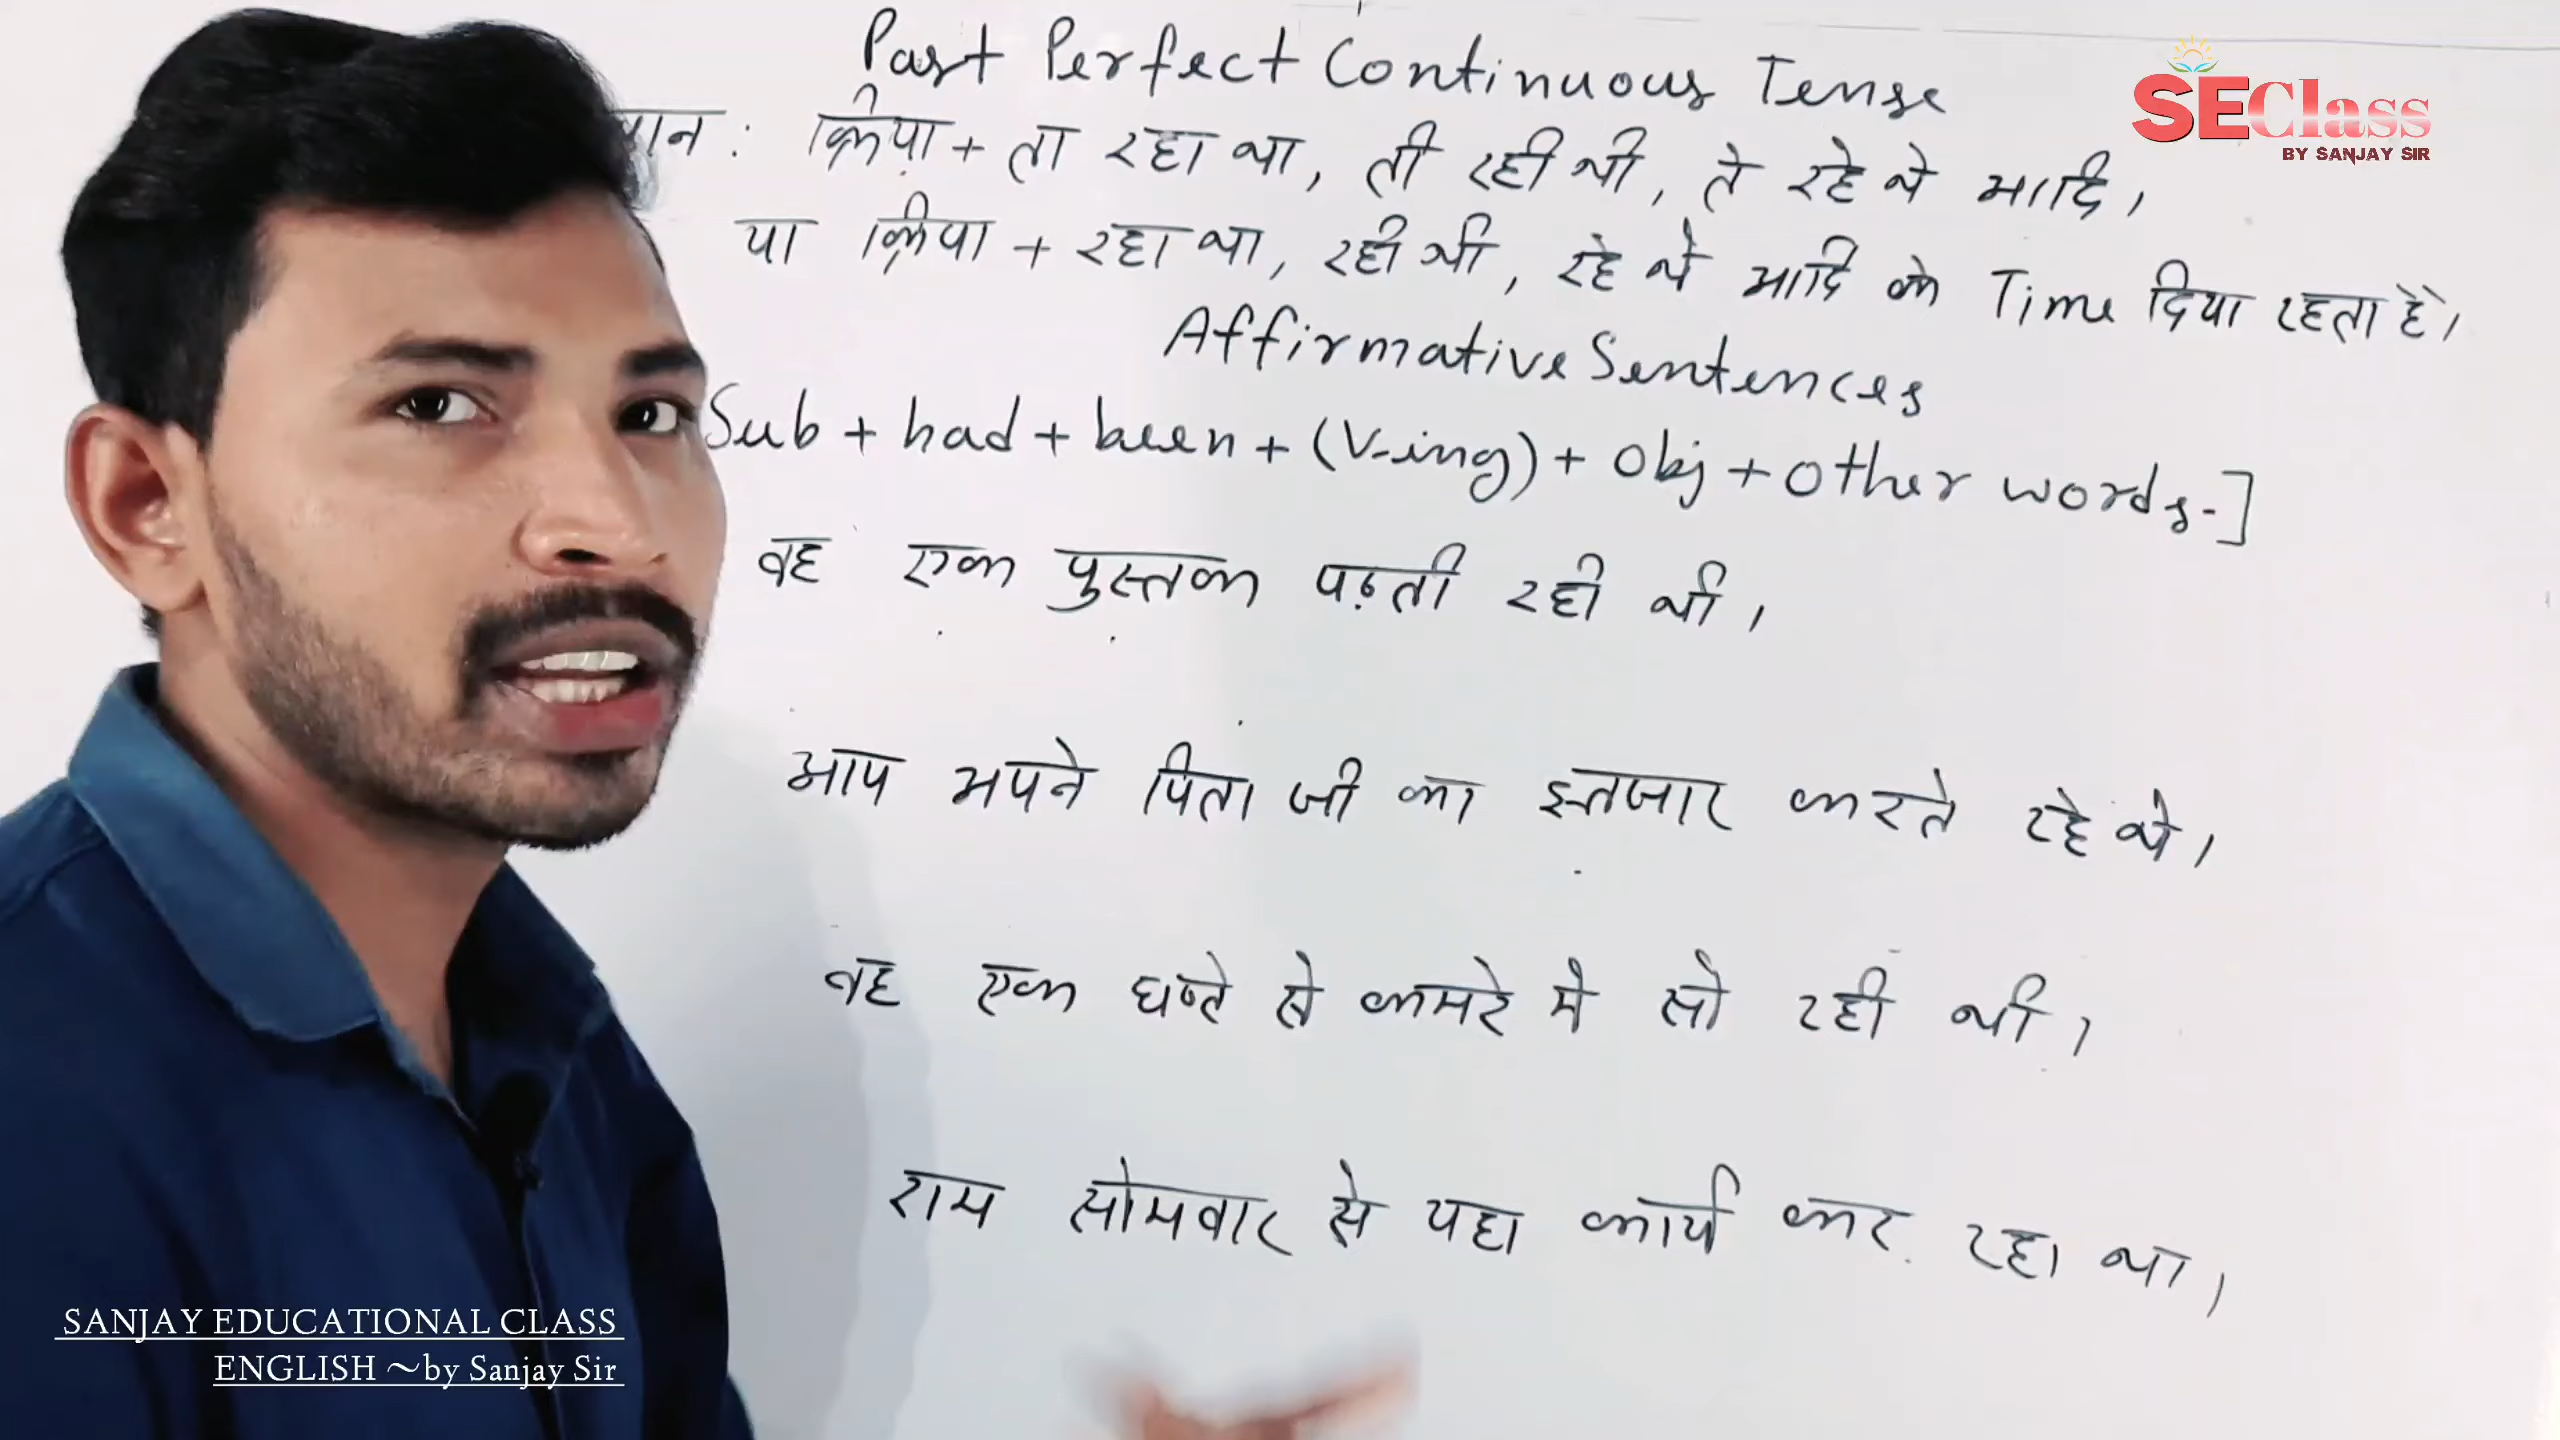 Past Perfect Continuous Tense
SEClass
BY SANJAY SIR
: क्रिया + ता रहा था, ती रही थी, ते रहे थे आदि।
या क्रिया + रहा था, रही थी, रहे थे आदि के Time दिया रहता है।
Affirmative Sentences
Sub + had + been + (V-ing) + Obj + Other words-]
वह एक पुस्तक पढ़ती रही थी।
आप अपने पिता जी का इन्तजार करते रहे थे।
वह एक घण्टे से कमरे मे सो रही थी।
राम सोमवार से यहा कार्य कर रहा था।
SANJAY EDUCATIONAL CLASS
ENGLISH ~by Sanjay Sir